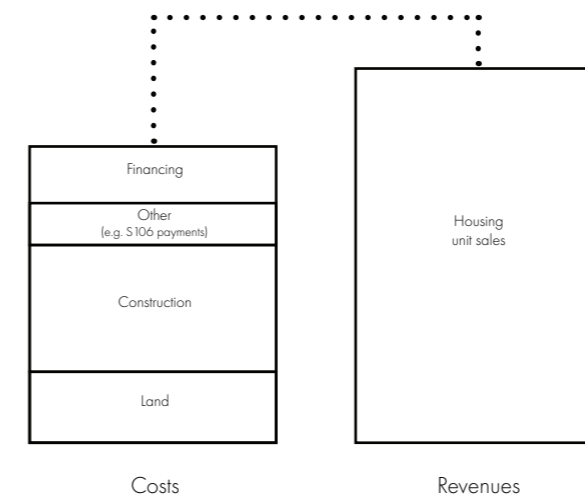 Financing
Other
(e.g. S106 payments)
Construction
Land
Housing
unit sales
Costs
Revenues